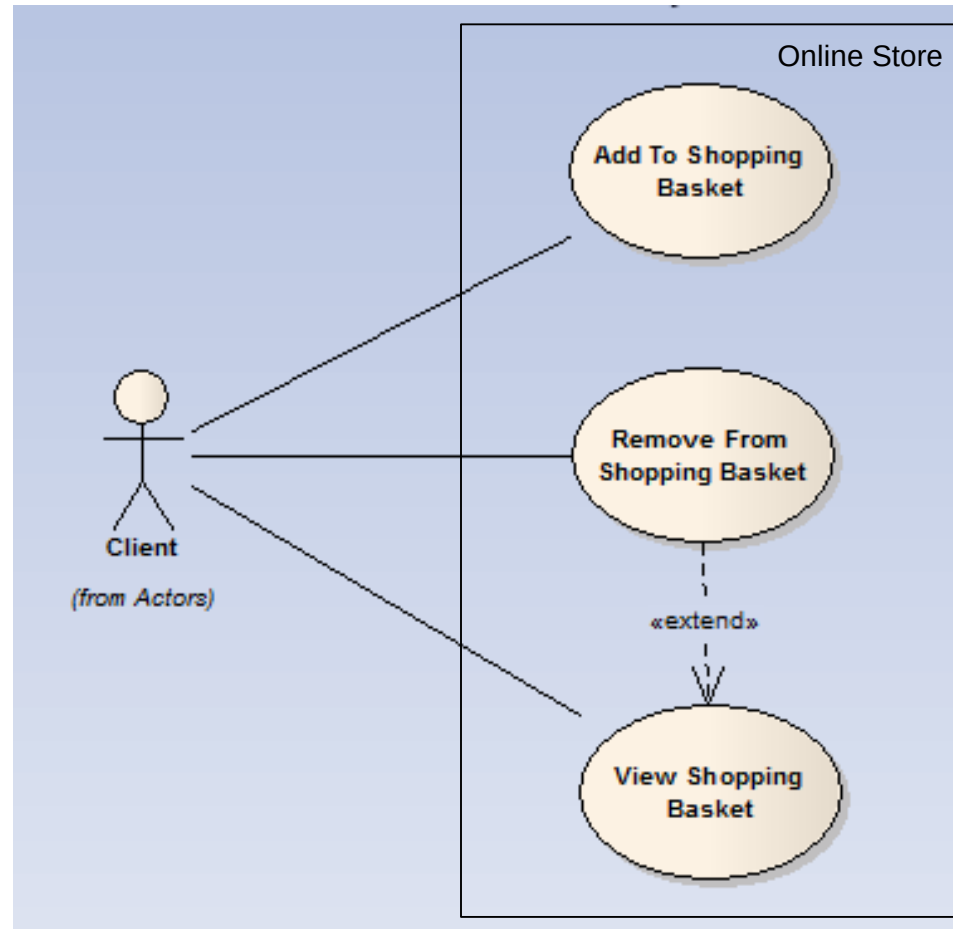 Online Store
Add To Shopping
Basket
Remove From
Shopping Basket
Client
(from Actors)
«extend»
View Shopping
Basket